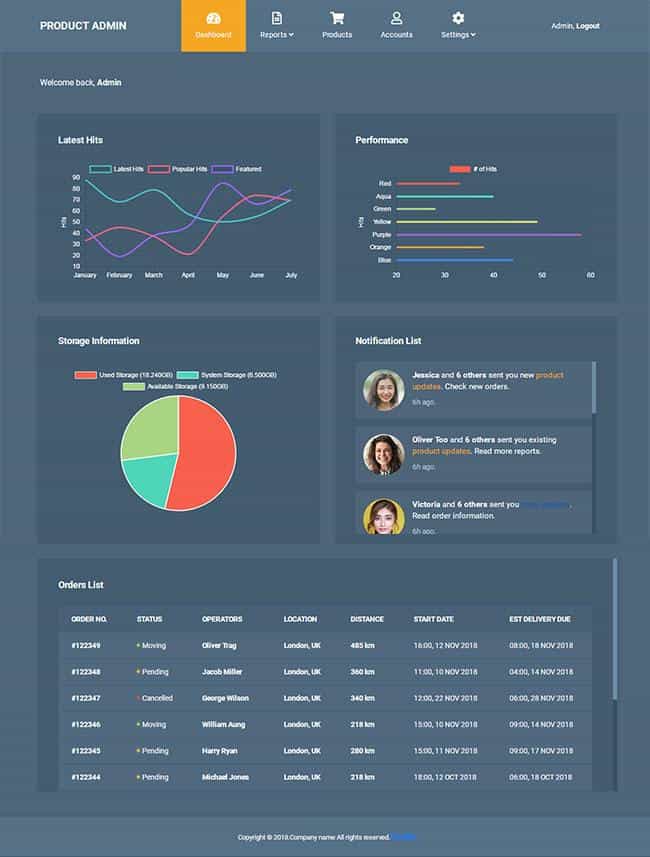 PRODUCT ADMIN
Dashboard
Reports
Products
Accounts
Settings
Admin, Logout
Welcome back, Admin
Latest Hits
Latest Hits Popular Hits Featured
90
80
70
60
50
40
30
20
10
Hits
January February March April May June July
Performance
# of Hits
Hits
Red
Aqua
Green
Yellow
Purple
Orange
Blue
20 30 40 50 60
Storage Information
Used Storage (18.240GB) System Storage (6.500GB)
Available Storage (9.150GB)
Notification List
Jessica and 6 others sent you new product
updates. Check new orders.
6h ago.
Oliver Too and 6 others sent you existing
product updates. Read more reports.
6h ago.
Victoria and 6 others sent you
Read order information.
6h ago.
Orders List
ORDER NO. STATUS OPERATORS LOCATION DISTANCE START DATE EST DELIVERY DUE
#122349 Moving Oliver Trag London, UK 485 km 16:00, 12 NOV 2018 08:00, 18 NOV 2018
#122348 Pending Jacob Miller London, UK 360 km 11:00, 10 NOV 2018 04:00, 14 NOV 2018
#122347 Cancelled George Wilson London, UK 340 km 12:00, 22 NOV 2018 06:00, 28 NOV 2018
#122346 Moving William Aung London, UK 218 km 15:00, 10 NOV 2018 09:00, 14 NOV 2018
#122345 Pending Harry Ryan London, UK 280 km 15:00, 11 NOV 2018 09:00, 17 NOV 2018
#122344 Pending Michael Jones London, UK 218 km 18:00, 12 OCT 2018 06:00, 18 OCT 2018
Copyright © 2018.Company name All rights reserved.